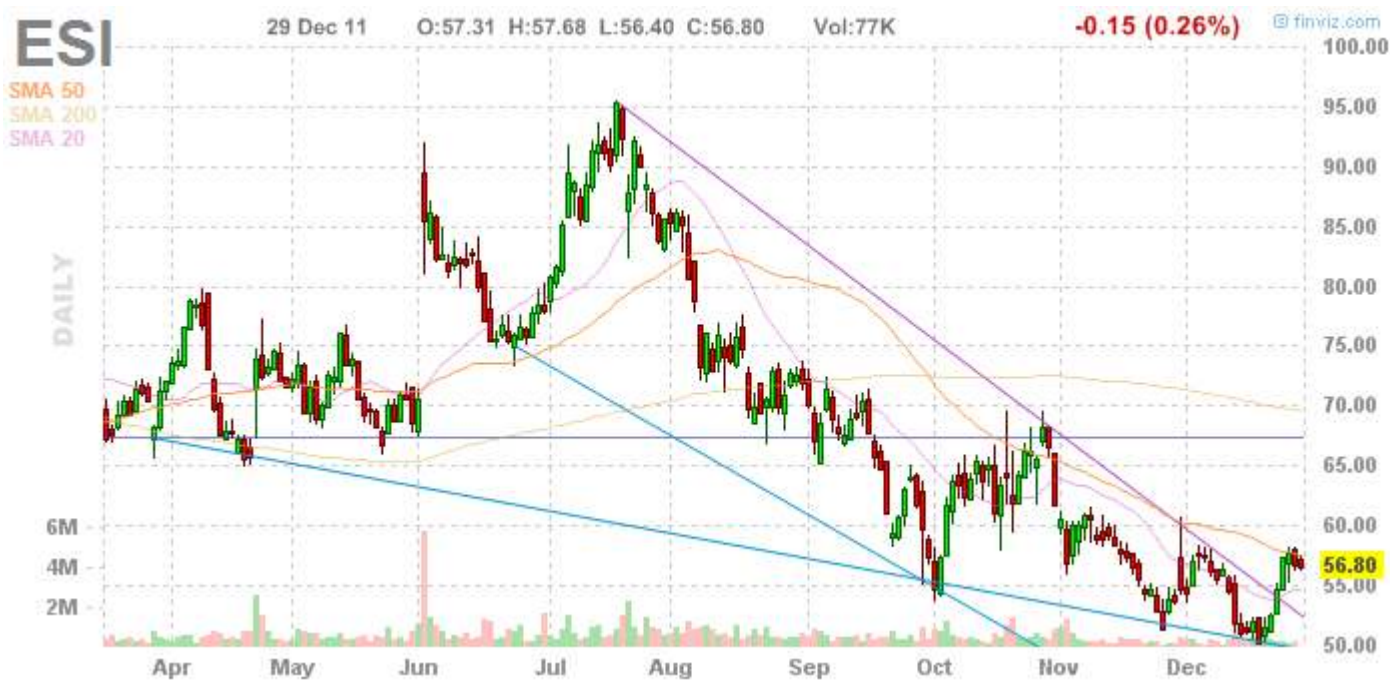 ESI
29 Dec 11 O:57.31 H:57.68 L:56.40 C:56.80 Vol:77K -0.15 (0.26%) © finviz.com
SMA 50
SMA 200
SMA 20
DAILY
100.00
95.00
90.00
85.00
80.00
75.00
70.00
65.00
60.00
56.80
55.00
50.00
6M
4M
2M
Apr May Jun Jul Aug Sep Oct Nov Dec